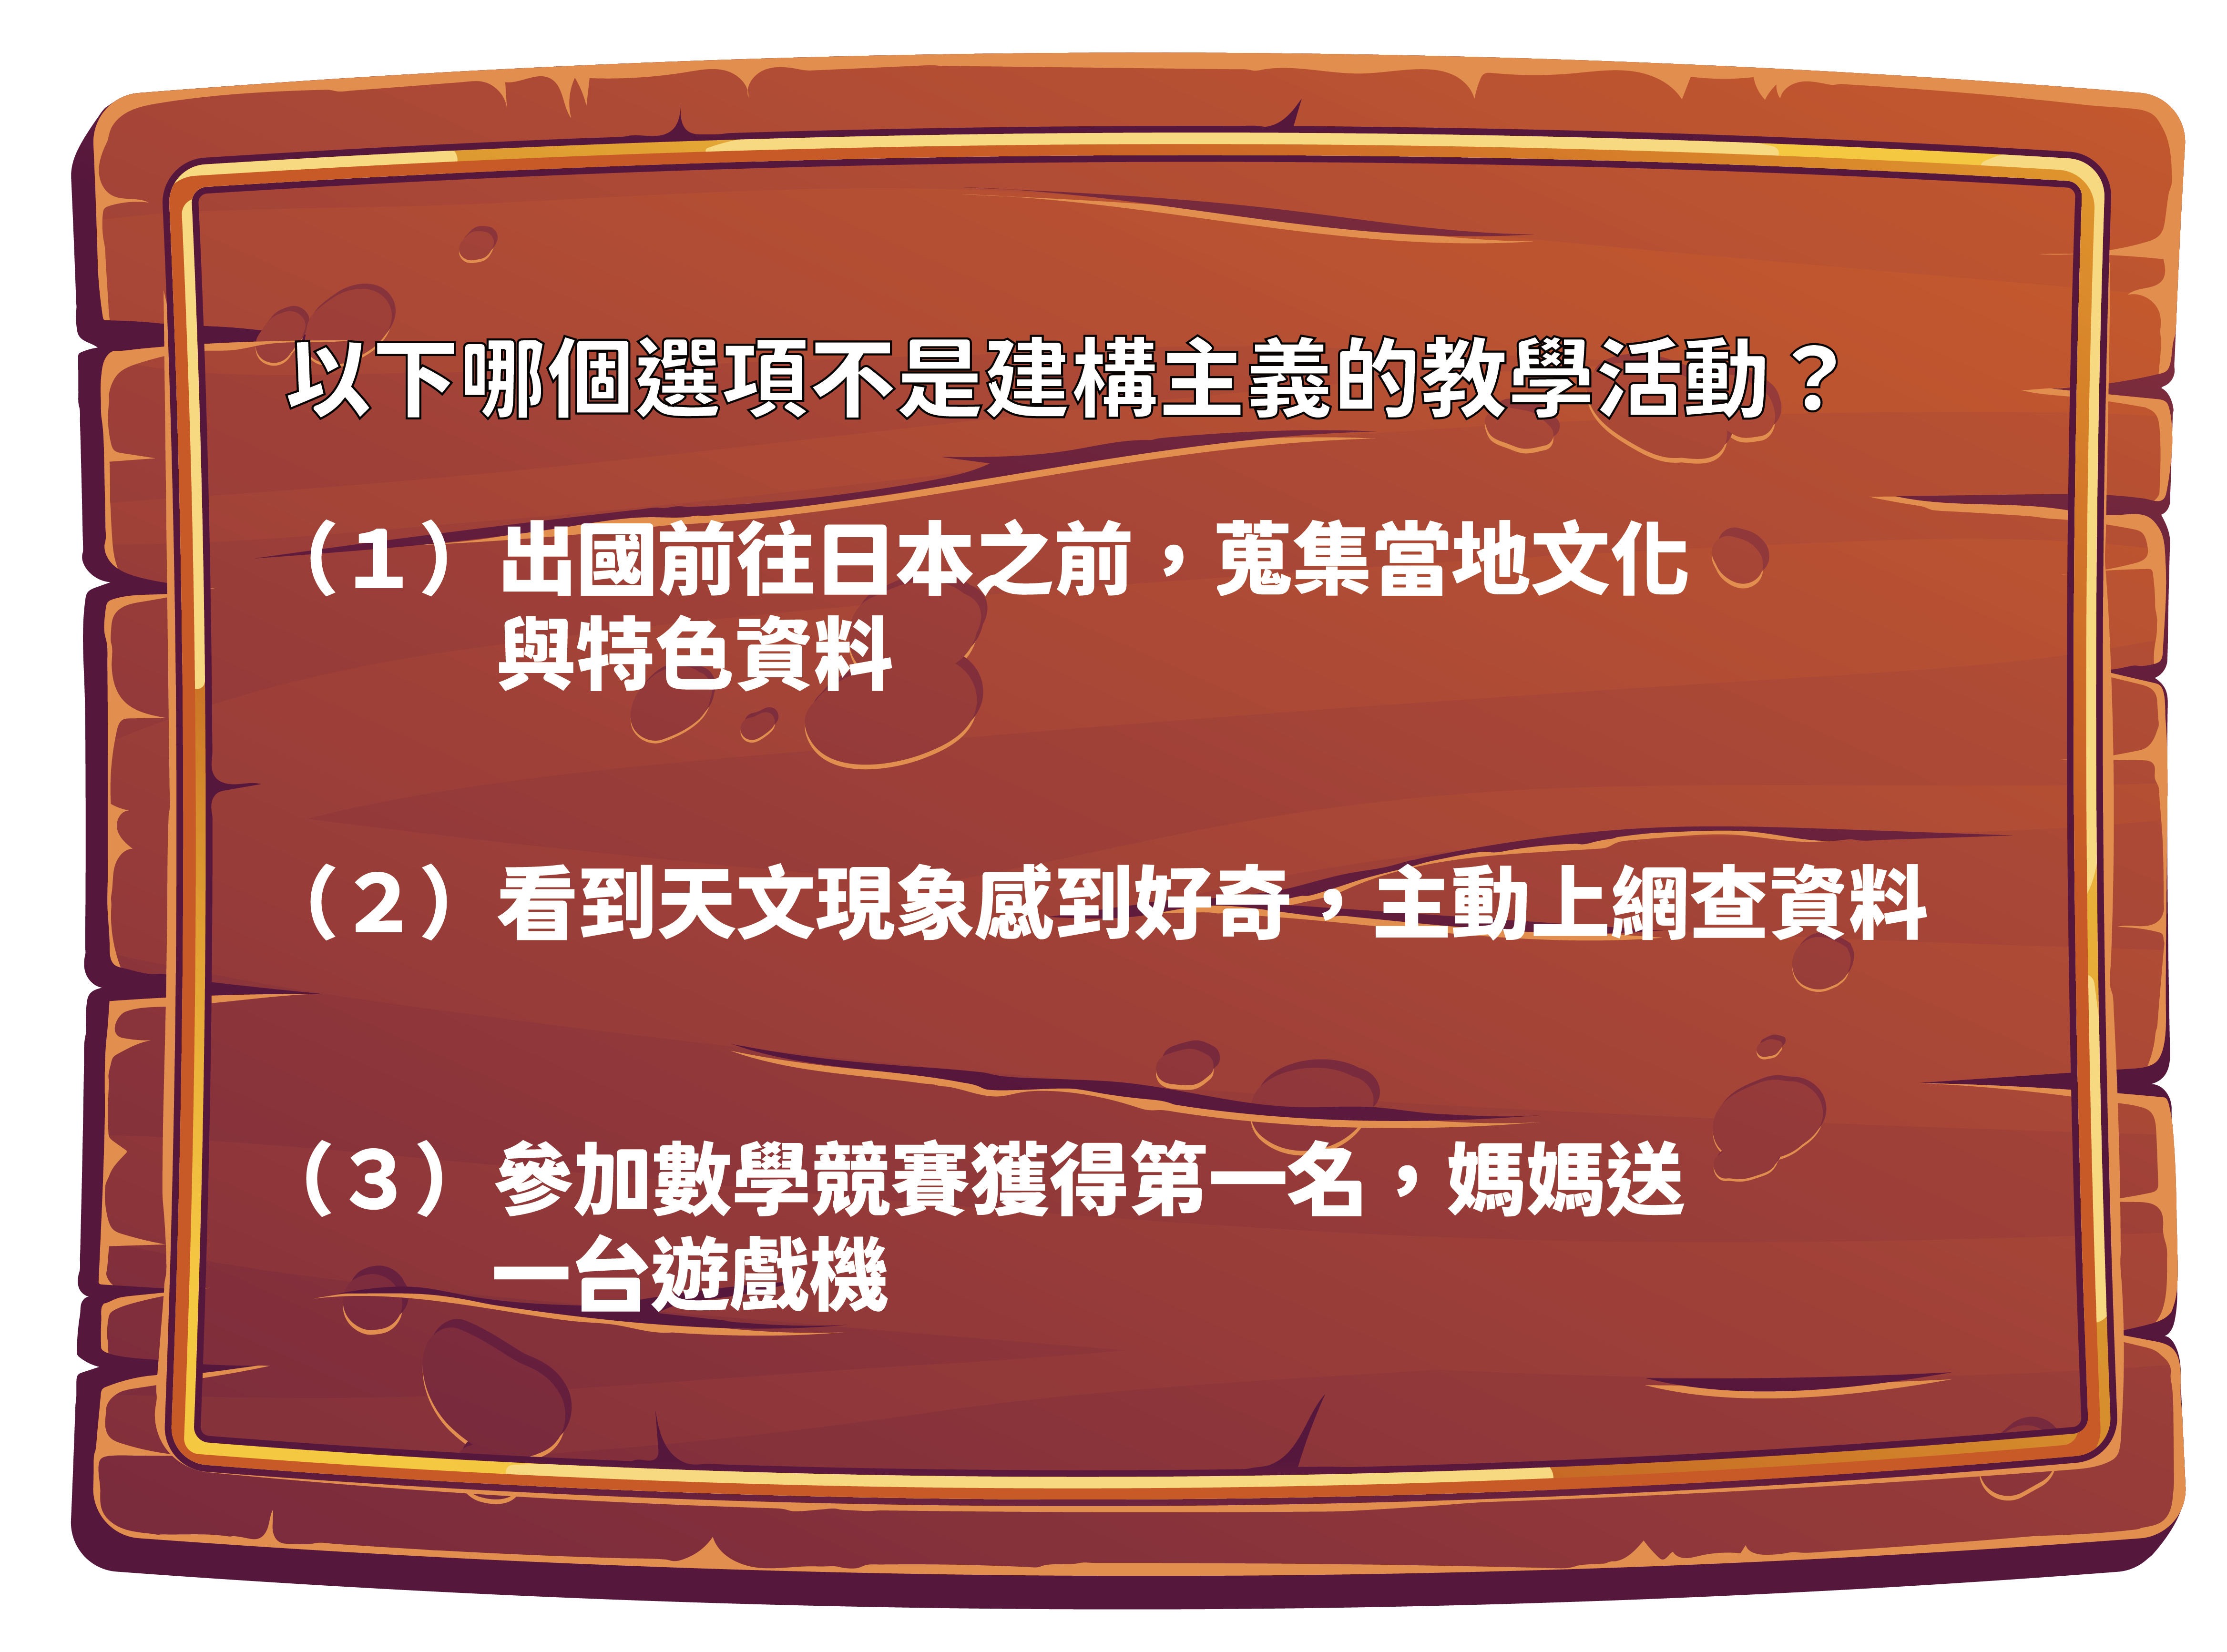 以下哪個選項不是建構主義的教學活動？
（1）出國前往日本之前，蒐集當地文化
與特色資料
（2）看到天文現象感到好奇，主動上網查資料
（3）參加數學競賽獲得第一名，媽媽送
一台遊戲機